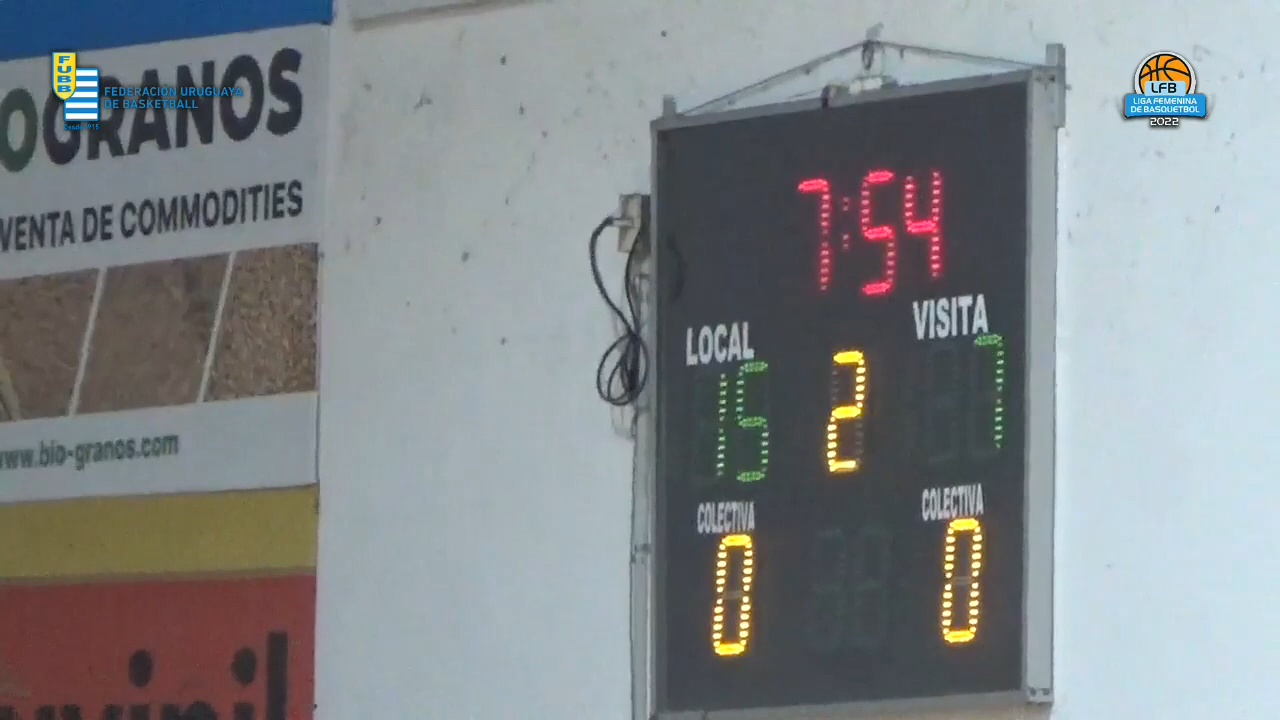 OGRANOS
VENTA DE COMMODITIES
www.bio-granos.com
FUBB
FEDERACION URUGUAYA
DE BASKETBALL
LFB
LIGA FEMENINA
DE BASQUETBOL
2022
7:54
LOCAL
VISITA
15
2
7
COLECTIVA
COLECTIVA
0
0